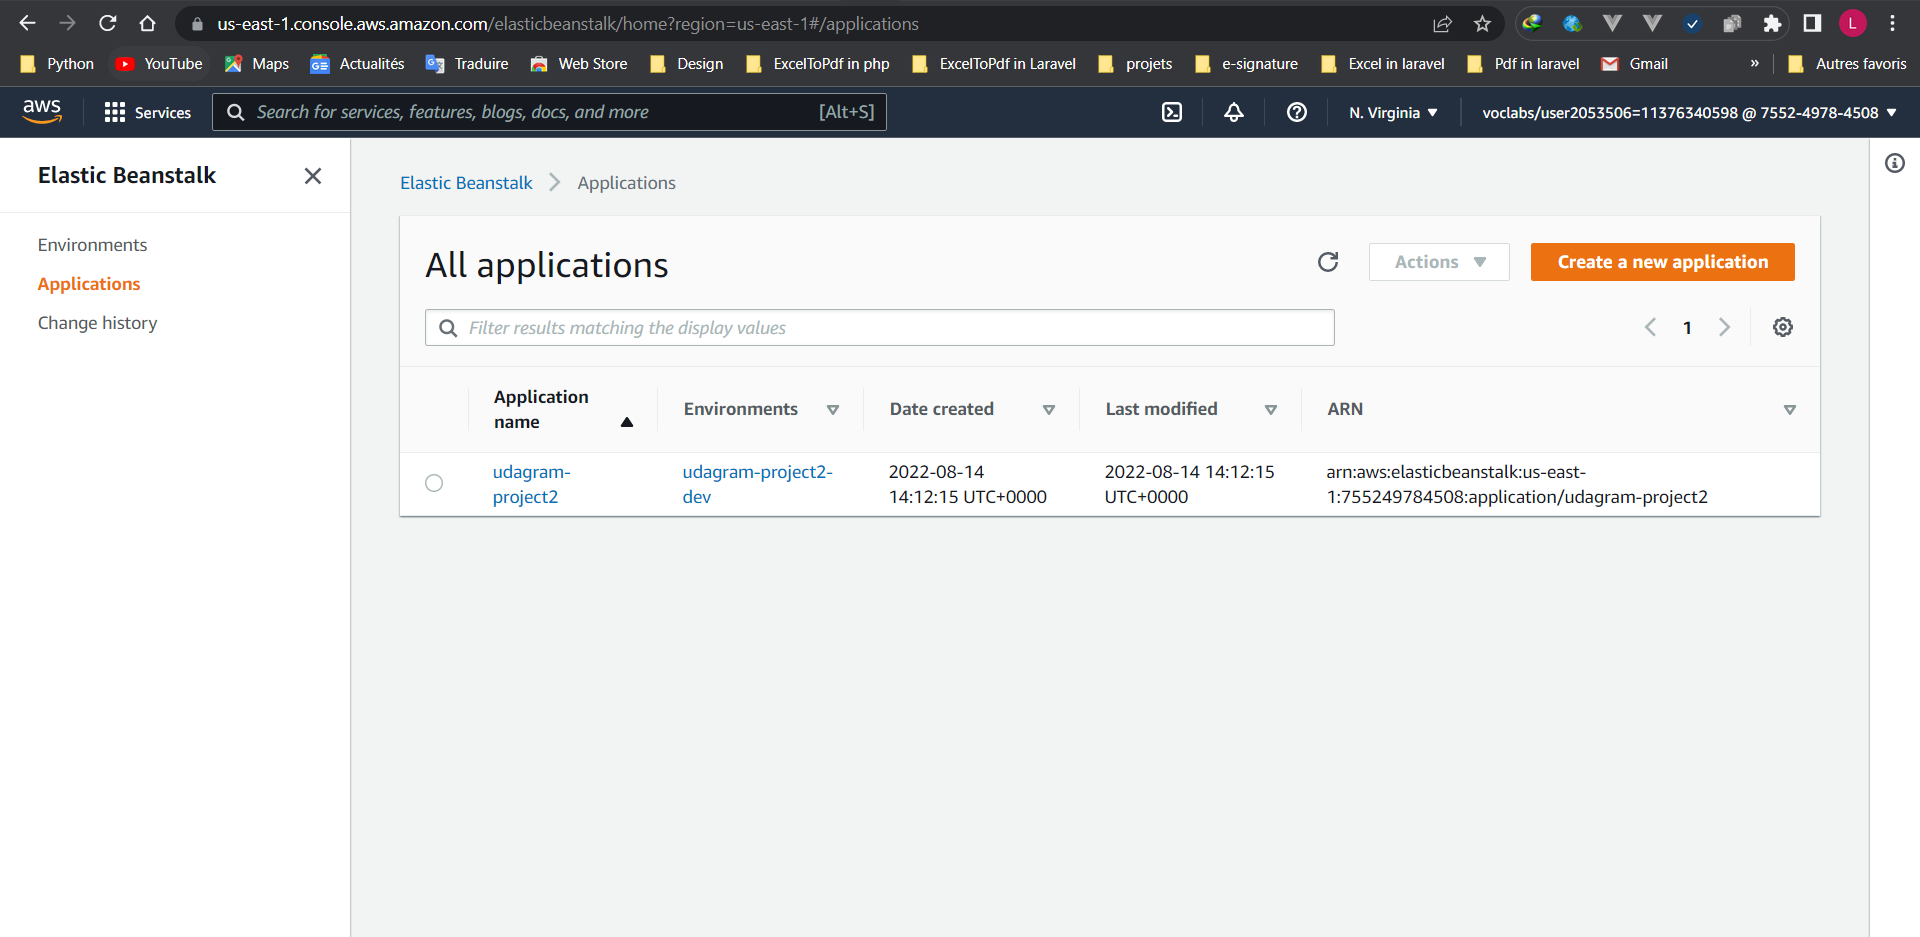 us-east-1.console.aws.amazon.com/elasticbeanstalk/home?region=us-east-1#/applications
L
Python YouTube Maps Actualités Traduire Web Store Design ExcelToPdf in php ExcelToPdf in Laravel projets e-signature Excel in laravel Pdf in laravel Gmail » Autres favoris
aws Services Search for services, features, blogs, docs, and more [Alt+S] N. Virginia voclabs/user2053506=11376340598 @ 7552-4978-4508
Elastic Beanstalk
Environments
Applications
Change history
Elastic Beanstalk Applications
All applications
Actions
Create a new application
Filter results matching the display values
1
Application name
Environments
Date created
Last modified
ARN
udagram-
project2
udagram-project2-
dev
2022-08-14
14:12:15 UTC+0000
2022-08-14 14:12:15
UTC+0000
arn:aws:elasticbeanstalk:us-east-
1:755249784508:application/udagram-project2